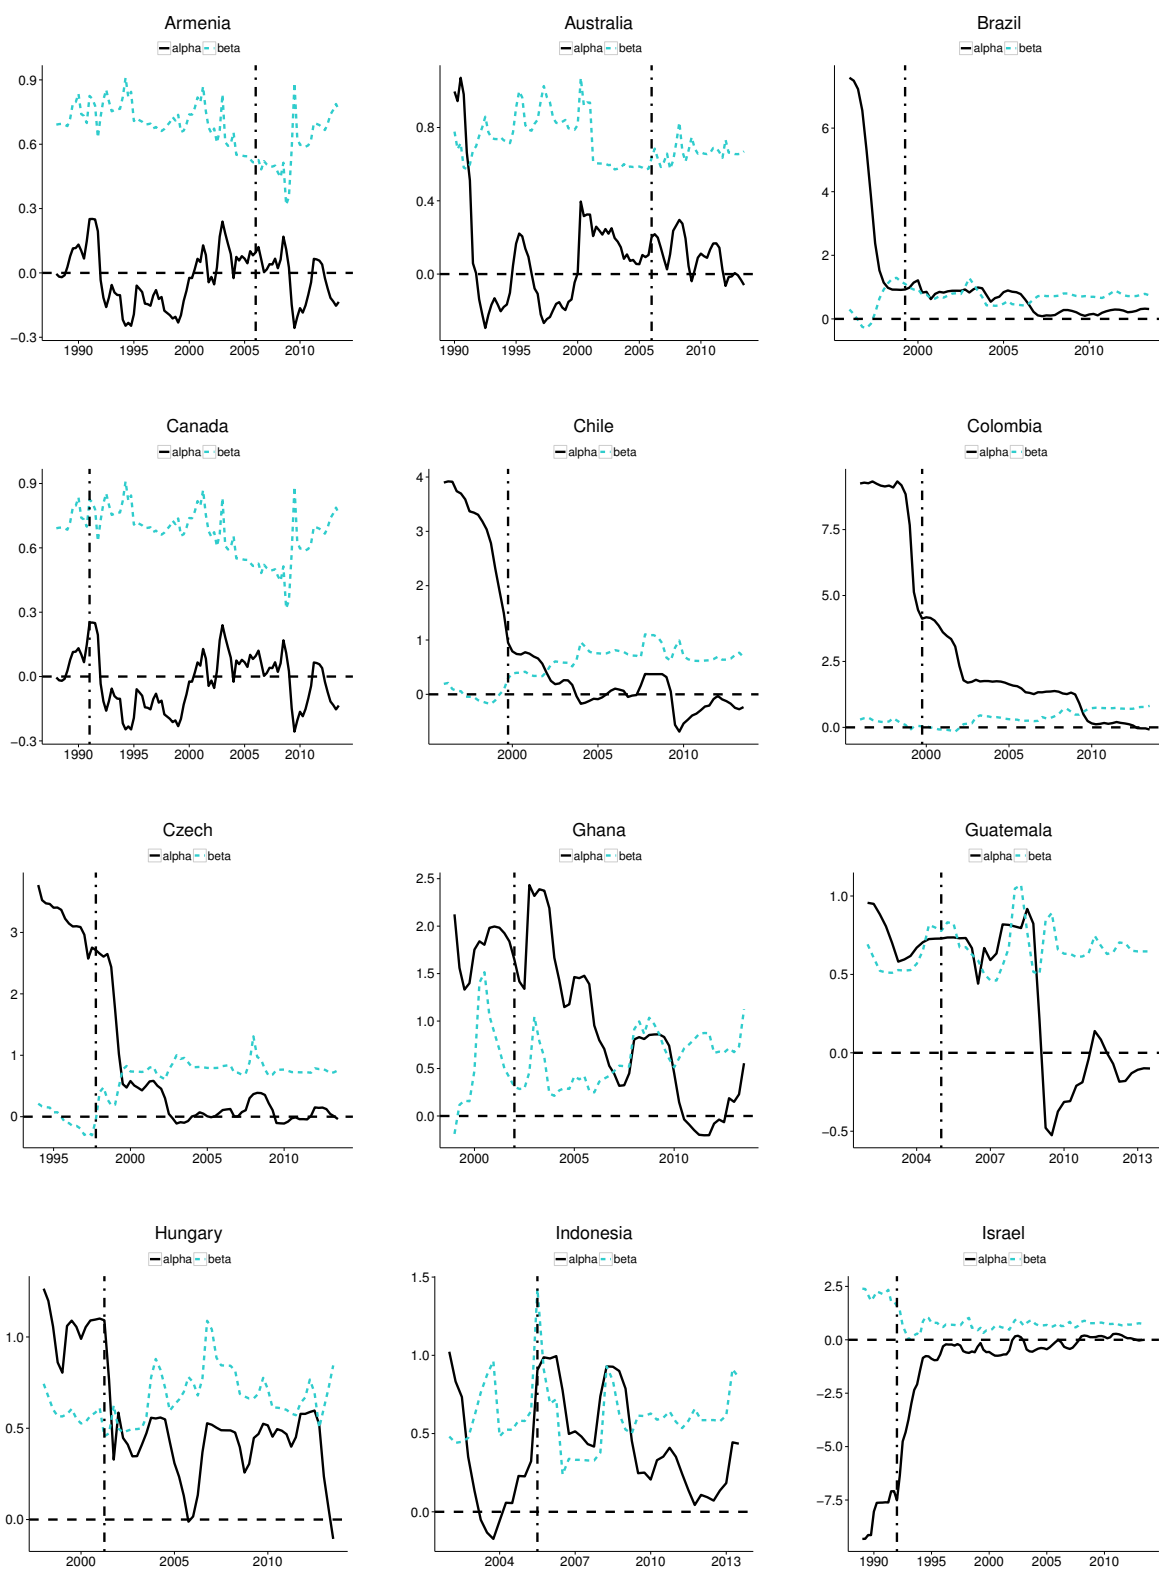 Armenia
alpha beta
0.9
0.6
0.3
0.0
−0.3
1990 1995 2000 2005 2010
Australia
alpha beta
0.8
0.4
0.0
1990 1995 2000 2005 2010
Brazil
alpha beta
6
4
2
0
2000 2005 2010
Canada
alpha beta
0.9
0.6
0.3
0.0
−0.3
1990 1995 2000 2005 2010
Chile
alpha beta
4
3
2
1
0
2000 2005 2010
Colombia
alpha beta
7.5
5.0
2.5
0.0
2000 2005 2010
Czech
alpha beta
3
2
1
0
1995 2000 2005 2010
Ghana
alpha beta
2.5
2.0
1.5
1.0
0.5
0.0
2000 2005 2010
Guatemala
alpha beta
1.0
0.5
0.0
−0.5
2004 2007 2010 2013
Hungary
alpha beta
1.0
0.5
0.0
2000 2005 2010
Indonesia
alpha beta
1.5
1.0
0.5
0.0
2004 2007 2010 2013
Israel
alpha beta
2.5
0.0
−2.5
−5.0
−7.5
1990 1995 2000 2005 2010